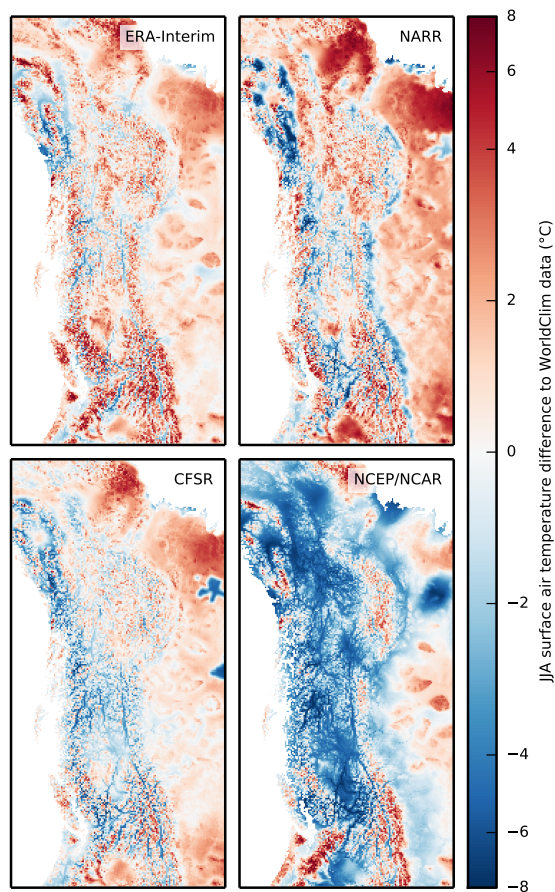 ERA-Interim
NARR
CFSR
NCEP/NCAR
8
6
4
2
0
−2
−4
−6
−8
JJA surface air temperature difference to WorldClim data (°C)